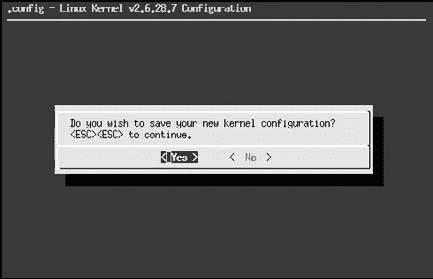 .config - Linux Kernel v2.6.28.7 Configuration
Do you wish to save your new kernel configuration?
<ESC><ESC> to continue.
< Yes > < No >